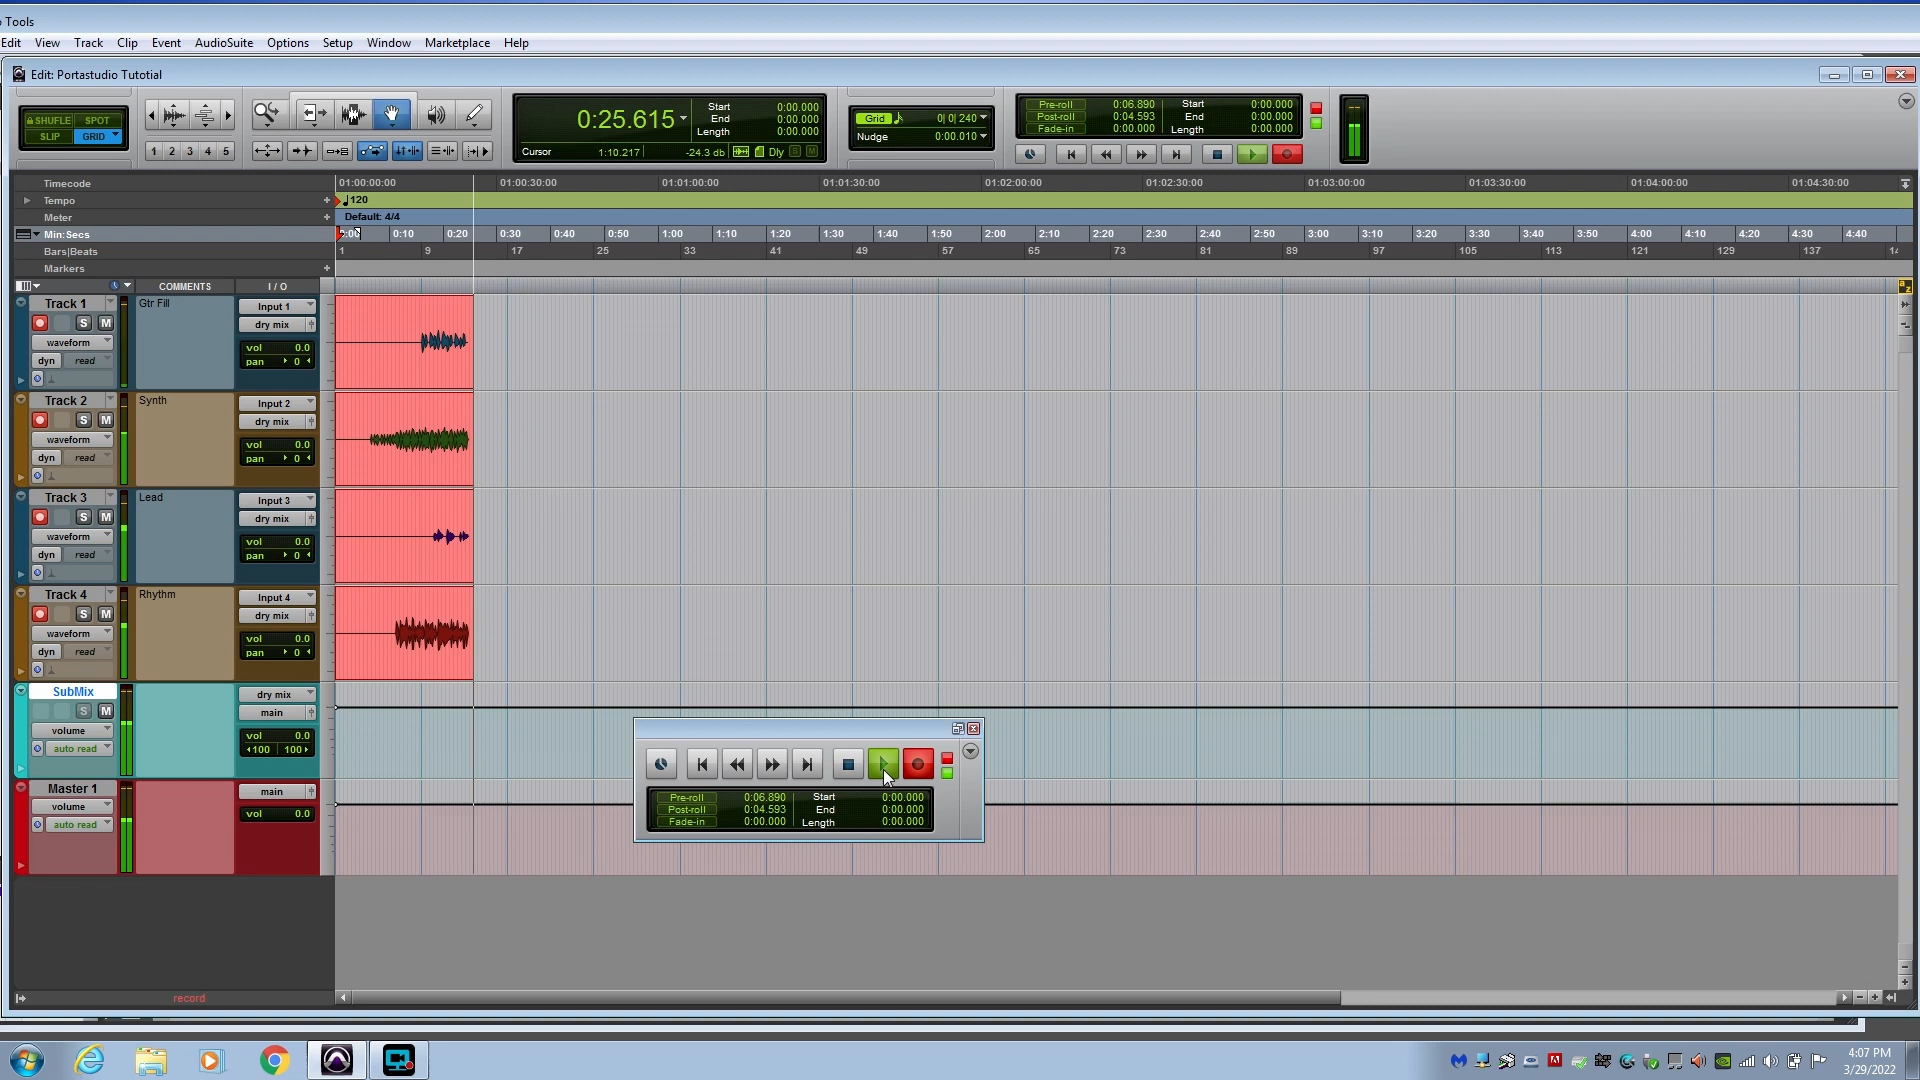 Tools
Edit View Track Clip Event AudioSuite Options Setup Window Marketplace Help
Edit: Portastudio Tutotial
SHUFFLE SPOT
SLIP GRID
1 2 3 4 5
0:25.615
Start 0:00.000
End 0:00.000
Length 0:00.000
Cursor 1:10.217 -24.3 db Dly S M
Grid 0| 0| 240
Nudge 0:00.010
Pre-roll 0:06.890 Start 0:00.000
Post-roll 0:04.593 End 0:00.000
Fade-in 0:00.000 Length 0:00.000
Timecode 01:00:00:00 01:00:30:00 01:01:00:00 01:01:30:00 01:02:00:00 01:02:30:00 01:03:00:00 01:03:30:00 01:04:00:00 01:04:30:00
Tempo + 120
Meter + Default: 4/4
Min:Secs 0:10 0:20 0:30 0:40 0:50 1:00 1:10 1:20 1:30 1:40 1:50 2:00 2:10 2:20 2:30 2:40 2:50 3:00 3:10 3:20 3:30 3:40 3:50 4:00 4:10 4:20 4:30 4:40
Bars|Beats 1 9 17 25 33 41 49 57 65 73 81 89 97 105 113 121 129 137
Markers +
COMMENTS I / O
a z
Track 1 Gtr Fill Input 1
S M dry mix
waveform vol 0.0
dyn read pan 0
Track 2 Synth Input 2
S M dry mix
waveform vol 0.0
dyn read pan 0
Track 3 Lead Input 3
S M dry mix
waveform vol 0.0
dyn read pan 0
Track 4 Rhythm Input 4
S M dry mix
waveform vol 0.0
dyn read pan 0
SubMix dry mix
S M main
volume vol 0.0
auto read 100 100
Master 1 main
volume vol 0.0
auto read
Pre-roll 0:06.890 Start 0:00.000
Post-roll 0:04.593 End 0:00.000
Fade-in 0:00.000 Length 0:00.000
record
4:07 PM
3/29/2022